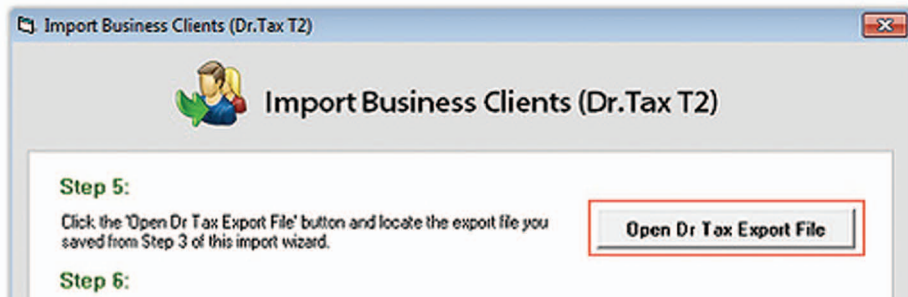 Import Business Clients (Dr.Tax T2)
Import Business Clients (Dr.Tax T2)
Step 5:
Click the 'Open Dr Tax Export File' button and locate the export file you
saved from Step 3 of this import wizard.
Open Dr Tax Export File
Step 6: